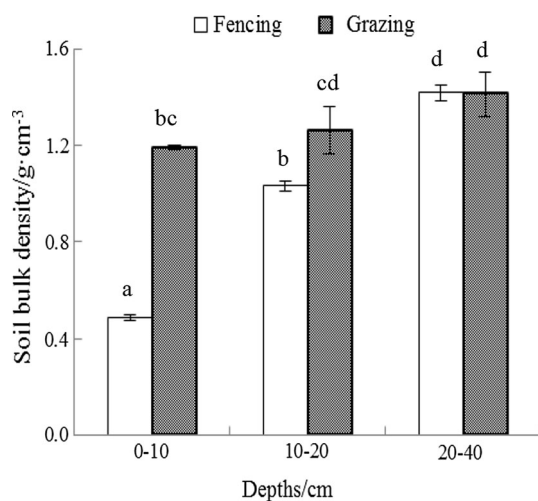 Fencing Grazing
1.6
1.2
0.8
0.4
0.0
Soil bulk density/g·cm⁻³
a
bc
b
cd
d
d
0-10 10-20 20-40
Depths/cm